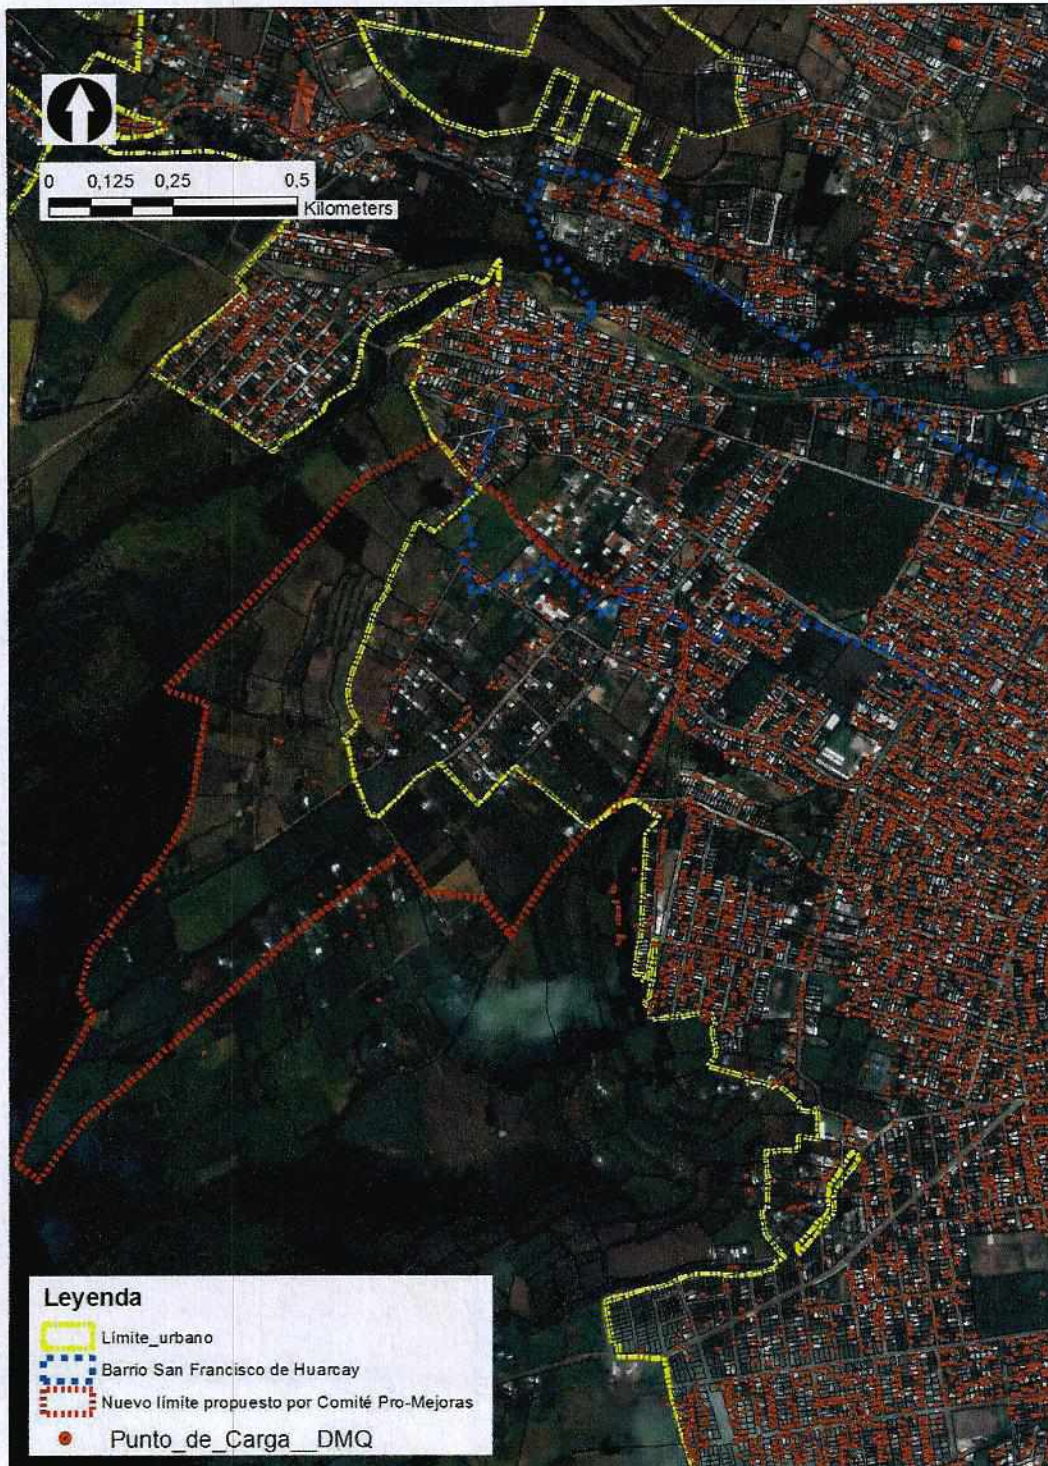 0 0,125 0,25 0,5
Kilometers
Leyenda
Límite_urbano
Barrio San Francisco de Huarcay
Nuevo límite propuesto por Comité Pro-Mejoras
Punto_de_Carga__DMQ